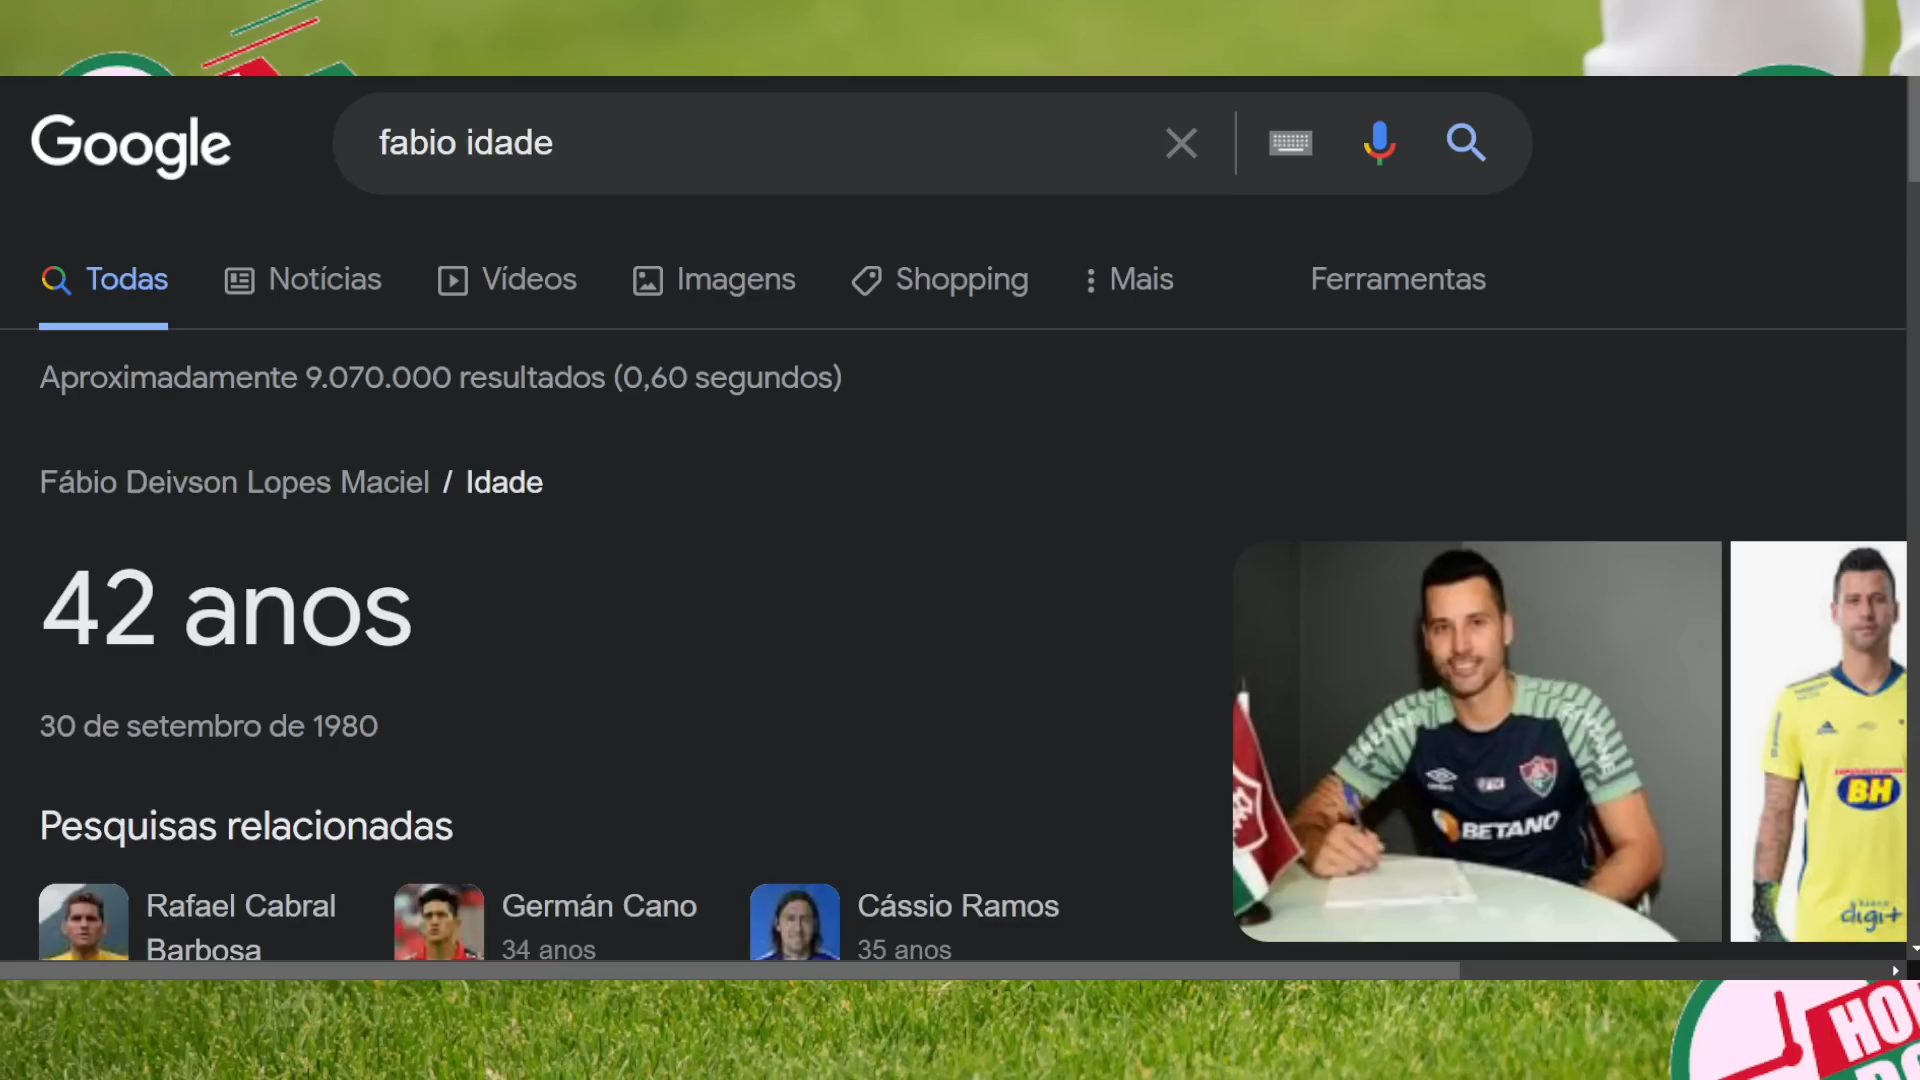 Google
fabio idade
Todas
Notícias
Vídeos
Imagens
Shopping
Mais
Ferramentas
Aproximadamente 9.070.000 resultados (0,60 segundos)
Fábio Deivson Lopes Maciel / Idade
42 anos
30 de setembro de 1980
Pesquisas relacionadas
Rafael Cabral
Barbosa
Germán Cano
34 anos
Cássio Ramos
35 anos
BETANO
BH
digi+